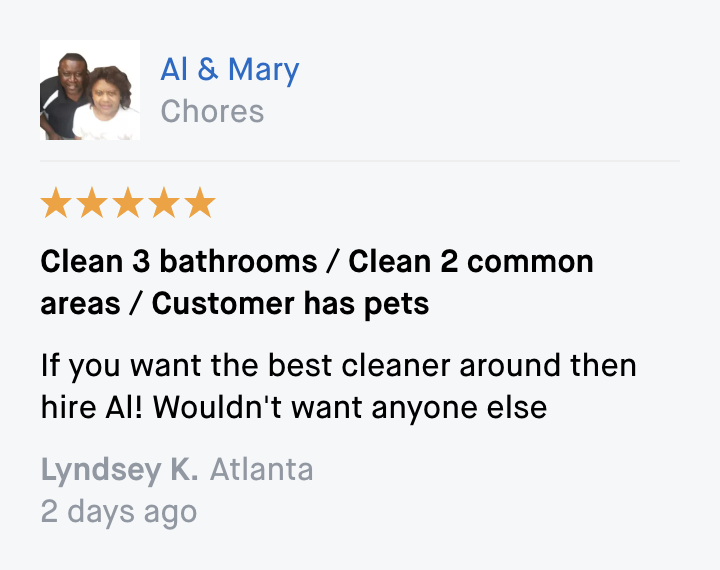 Al & Mary
Chores
Clean 3 bathrooms / Clean 2 common
areas / Customer has pets
If you want the best cleaner around then
hire Al! Wouldn't want anyone else
Lyndsey K. Atlanta
2 days ago